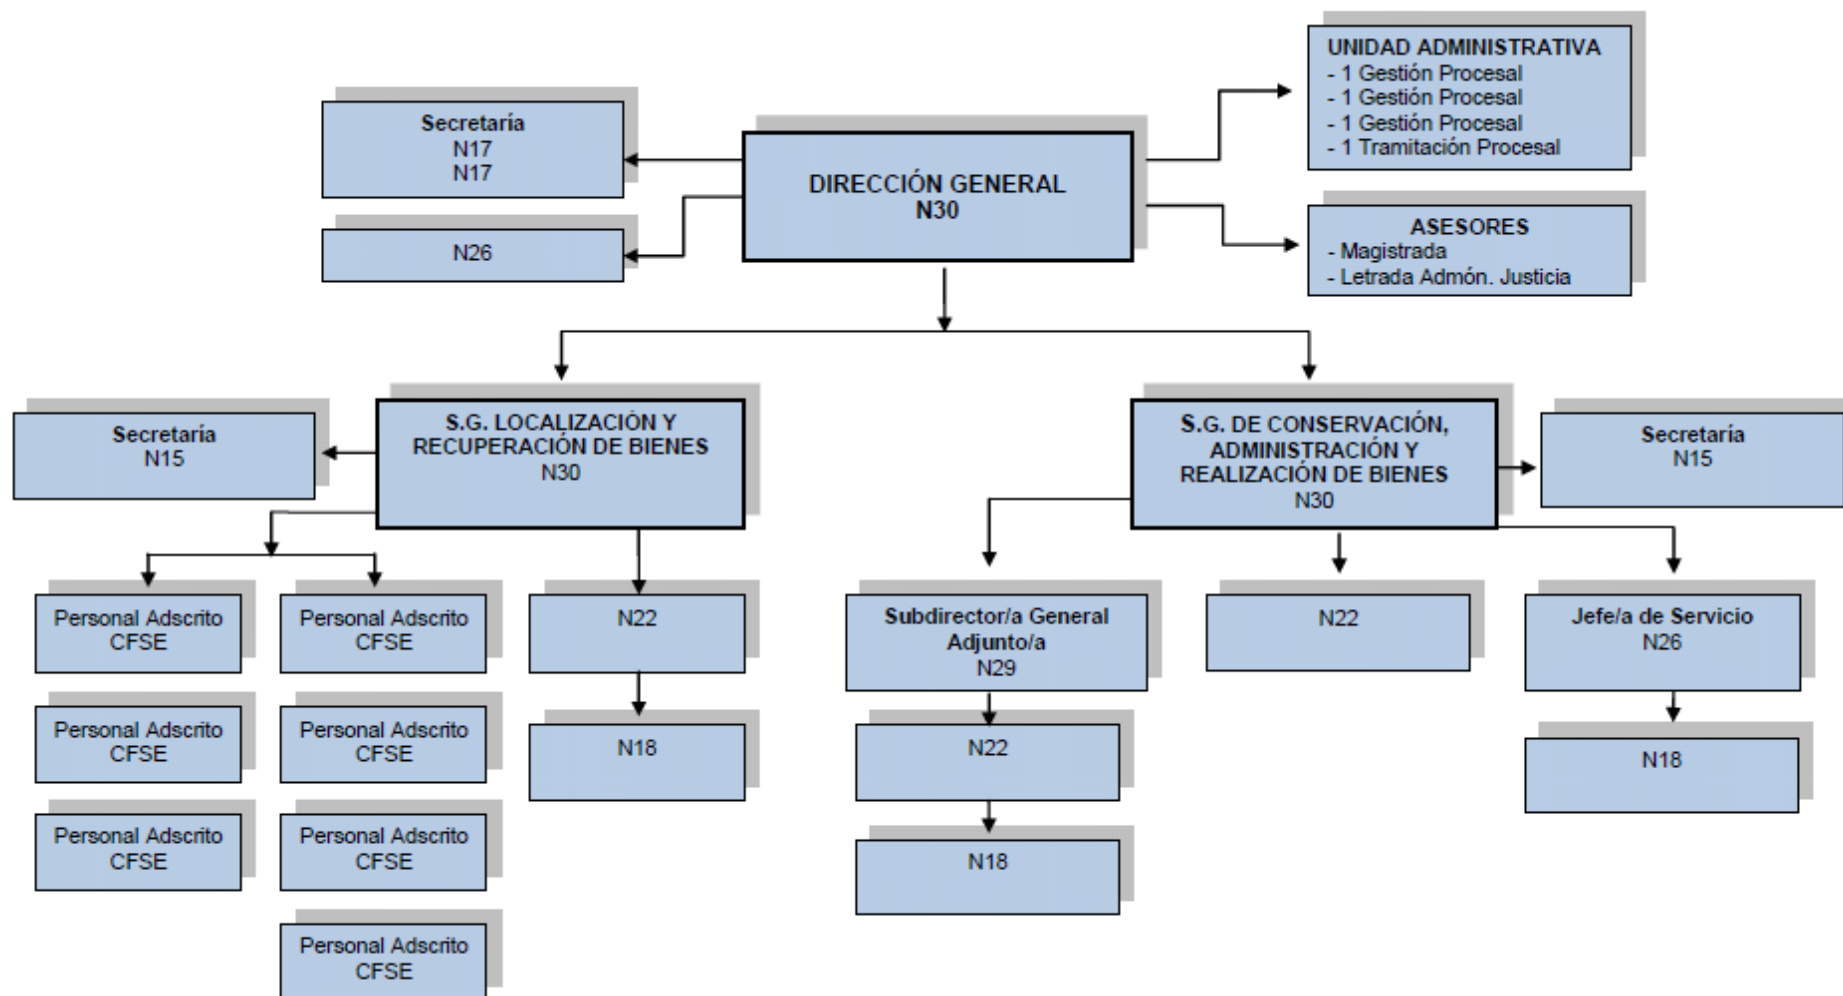 UNIDAD ADMINISTRATIVA
- 1 Gestión Procesal
- 1 Gestión Procesal
- 1 Gestión Procesal
- 1 Tramitación Procesal
Secretaría
N17
N17
DIRECCIÓN GENERAL
N30
N26
ASESORES
- Magistrada
- Letrada Admón. Justicia
Secretaría
N15
S.G. LOCALIZACIÓN Y
RECUPERACIÓN DE BIENES
N30
S.G. DE CONSERVACIÓN,
ADMINISTRACIÓN Y
REALIZACIÓN DE BIENES
N30
Secretaría
N15
Personal Adscrito
CFSE
Personal Adscrito
CFSE
N22
Subdirector/a General
Adjunto/a
N29
N22
Jefe/a de Servicio
N26
Personal Adscrito
CFSE
Personal Adscrito
CFSE
N18
N22
N18
Personal Adscrito
CFSE
Personal Adscrito
CFSE
N18
Personal Adscrito
CFSE